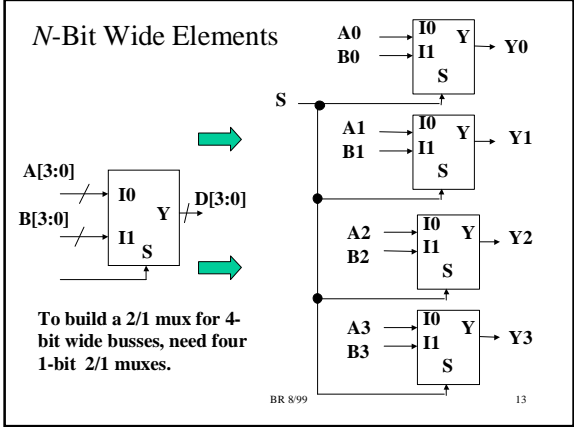 N-Bit Wide Elements
A[3:0]
I0
Y
D[3:0]
B[3:0]
I1
S
To build a 2/1 mux for 4-
bit wide busses, need four
1-bit 2/1 muxes.
S
A0
I0
Y
Y0
B0
I1
S
A1
I0
Y
Y1
B1
I1
S
A2
I0
Y
Y2
B2
I1
S
A3
I0
Y
Y3
B3
I1
S
BR 8/99
13